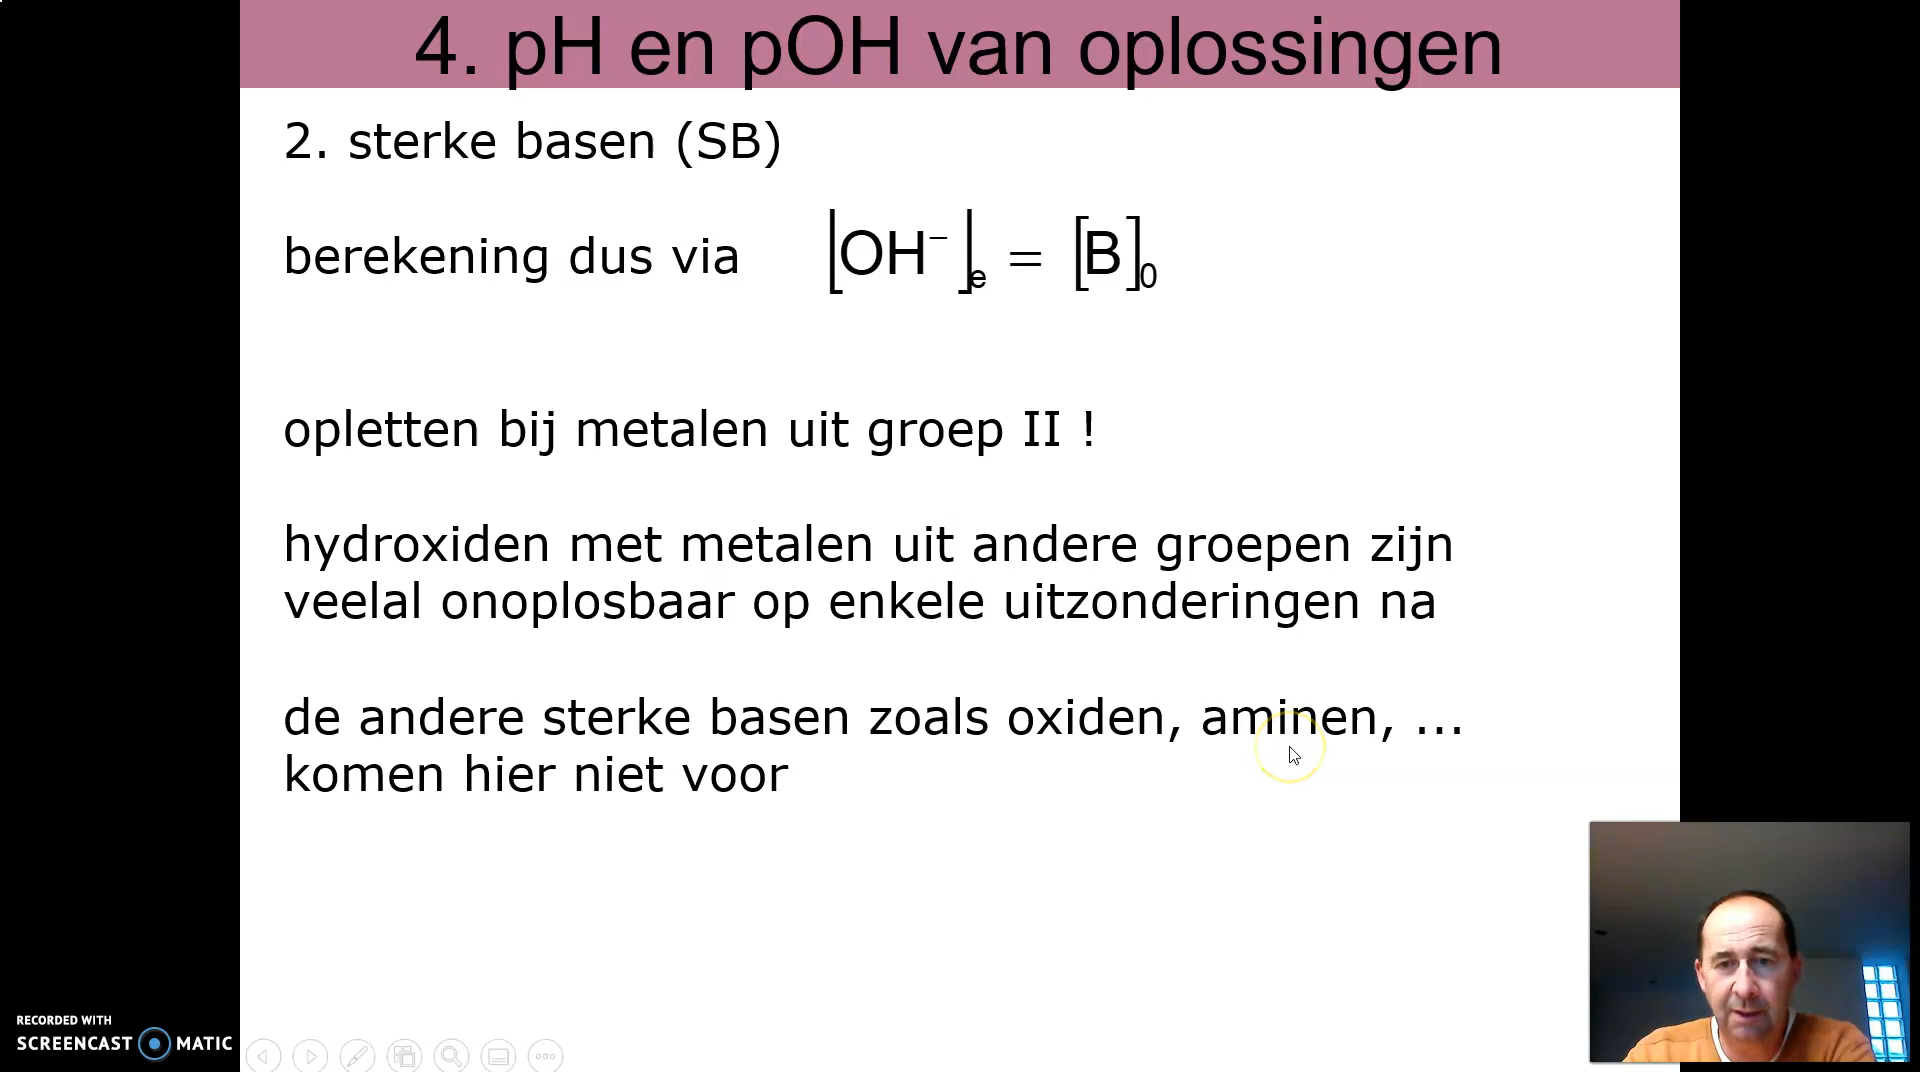 4. pH en pOH van oplossingen
2. sterke basen (SB)
berekening dus via [OH⁻]ₑ = [B]₀
opletten bij metalen uit groep II !
hydroxiden met metalen uit andere groepen zijn
veelal onoplosbaar op enkele uitzonderingen na
de andere sterke basen zoals oxiden, aminen, ...
komen hier niet voor
RECORDED WITH
SCREENCAST MATIC